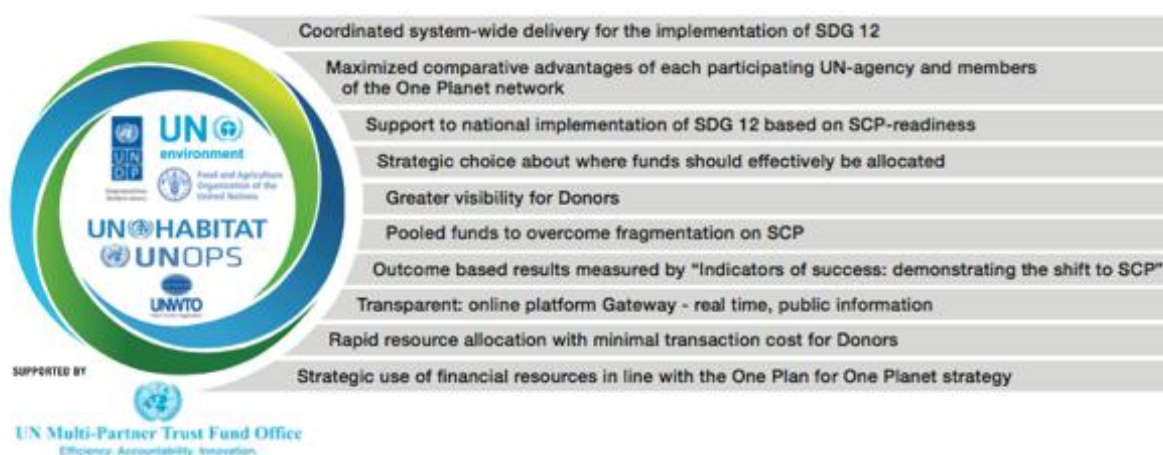 Coordinated system-wide delivery for the implementation of SDG 12
Maximized comparative advantages of each participating UN-agency and members
of the One Planet network
Support to national implementation of SDG 12 based on SCP-readiness
Strategic choice about where funds should effectively be allocated
Greater visibility for Donors
Pooled funds to overcome fragmentation on SCP
Outcome based results measured by “Indicators of success: demonstrating the shift to SCP”
Transparent: online platform Gateway - real time, public information
Rapid resource allocation with minimal transaction cost for Donors
Strategic use of financial resources in line with the One Plan for One Planet strategy
UN
DP
UN
environment
Food and Agriculture
Organization of the
United Nations
UN HABITAT
UNOPS
UNWTO
SUPPORTED BY
UN Multi-Partner Trust Fund Office
Efficiency. Accountability. Innovation.